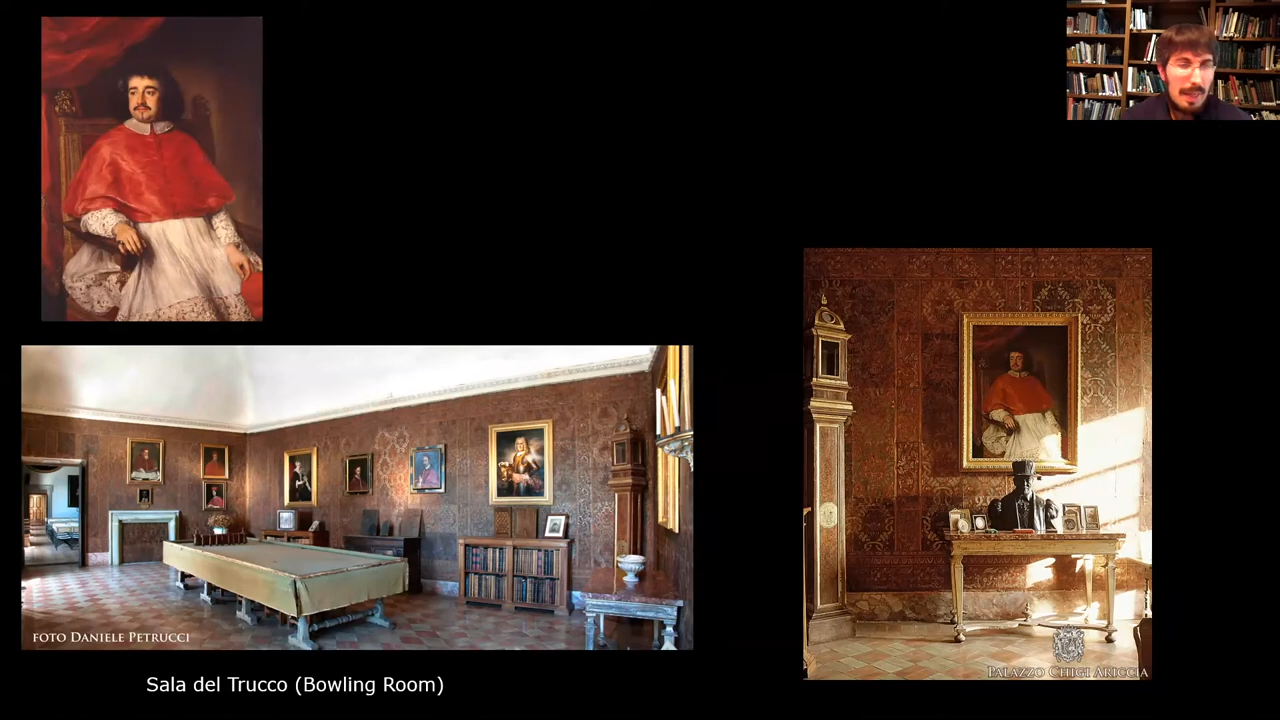 FOTO DANIELE PETRUCCI
PALAZZO CHIGI ARICCIA
Sala del Trucco (Bowling Room)